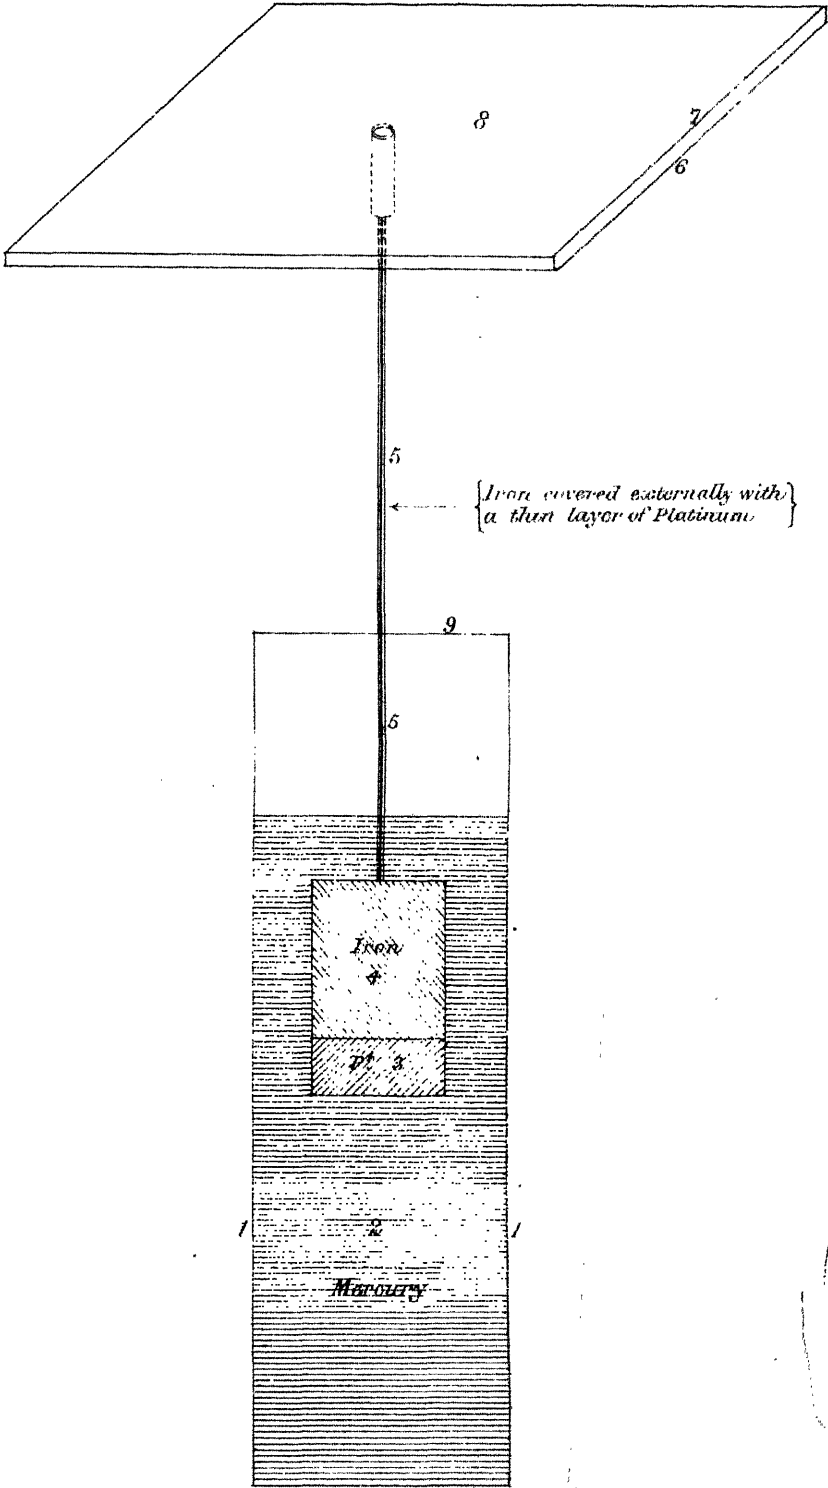 8
7
6
5
Iron covered externally with
a thin layer of Platinum
9
5
Iron
4
Pt 3
1 2 1
Mercury